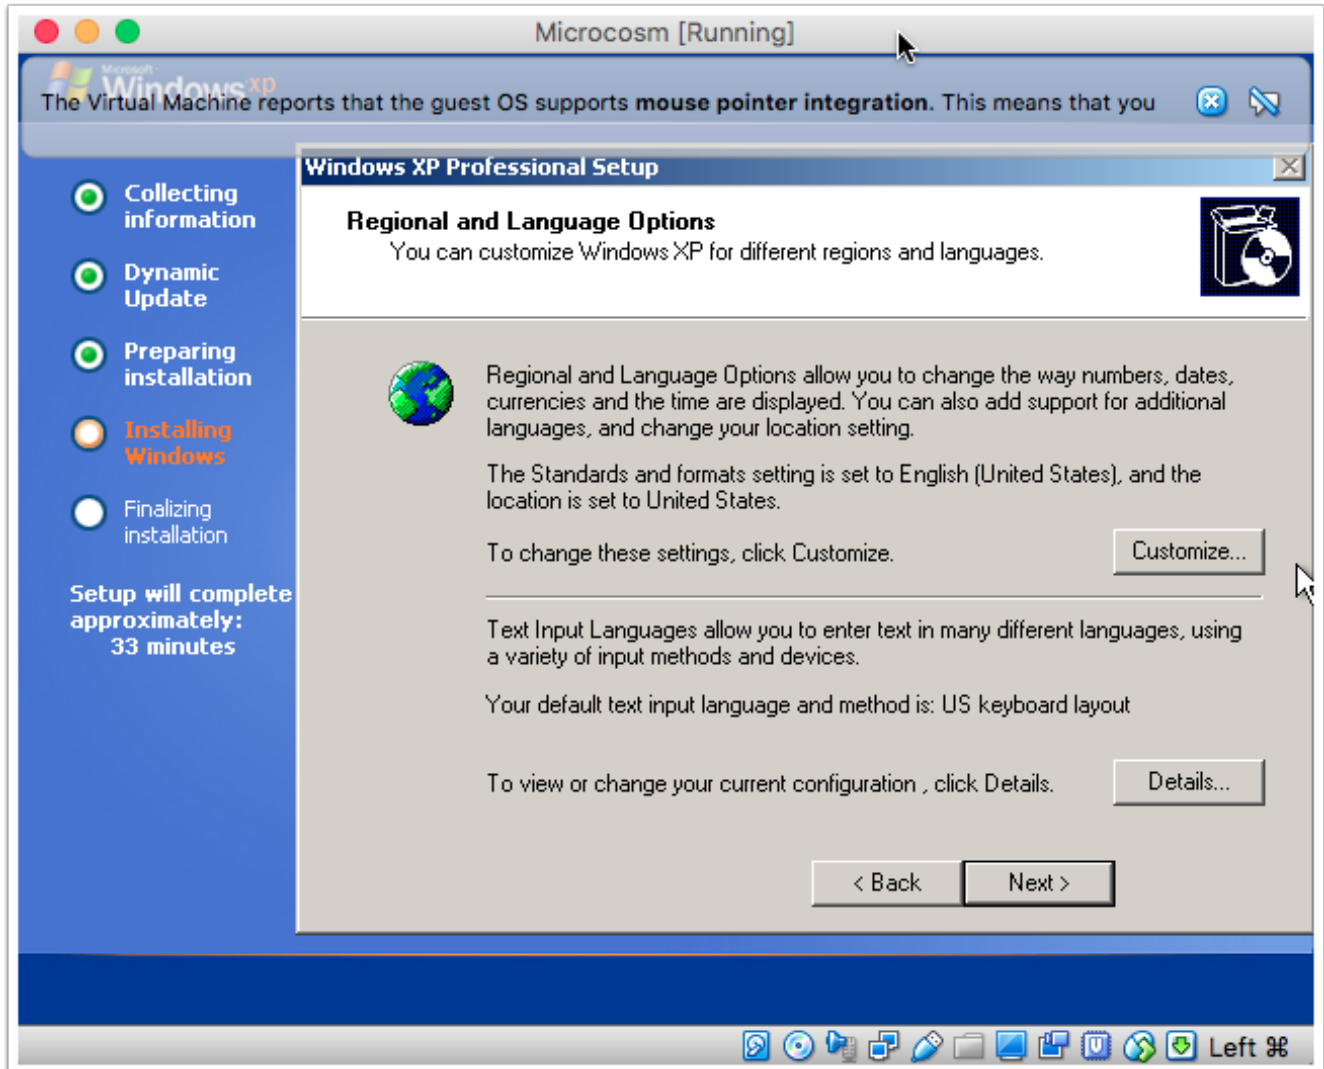 Microcosm [Running]
Microsoft
Windows xp
The Virtual Machine reports that the guest OS supports mouse pointer integration. This means that you
Collecting
information
Dynamic
Update
Preparing
installation
Installing
Windows
Finalizing
installation
Setup will complete
approximately:
33 minutes
Windows XP Professional Setup
Regional and Language Options
You can customize Windows XP for different regions and languages.
Regional and Language Options allow you to change the way numbers, dates,
currencies and the time are displayed. You can also add support for additional
languages, and change your location setting.
The Standards and formats setting is set to English (United States), and the
location is set to United States.
To change these settings, click Customize.
Customize...
Text Input Languages allow you to enter text in many different languages, using
a variety of input methods and devices.
Your default text input language and method is: US keyboard layout
To view or change your current configuration , click Details.
Details...
< Back
Next >
Left ⌘